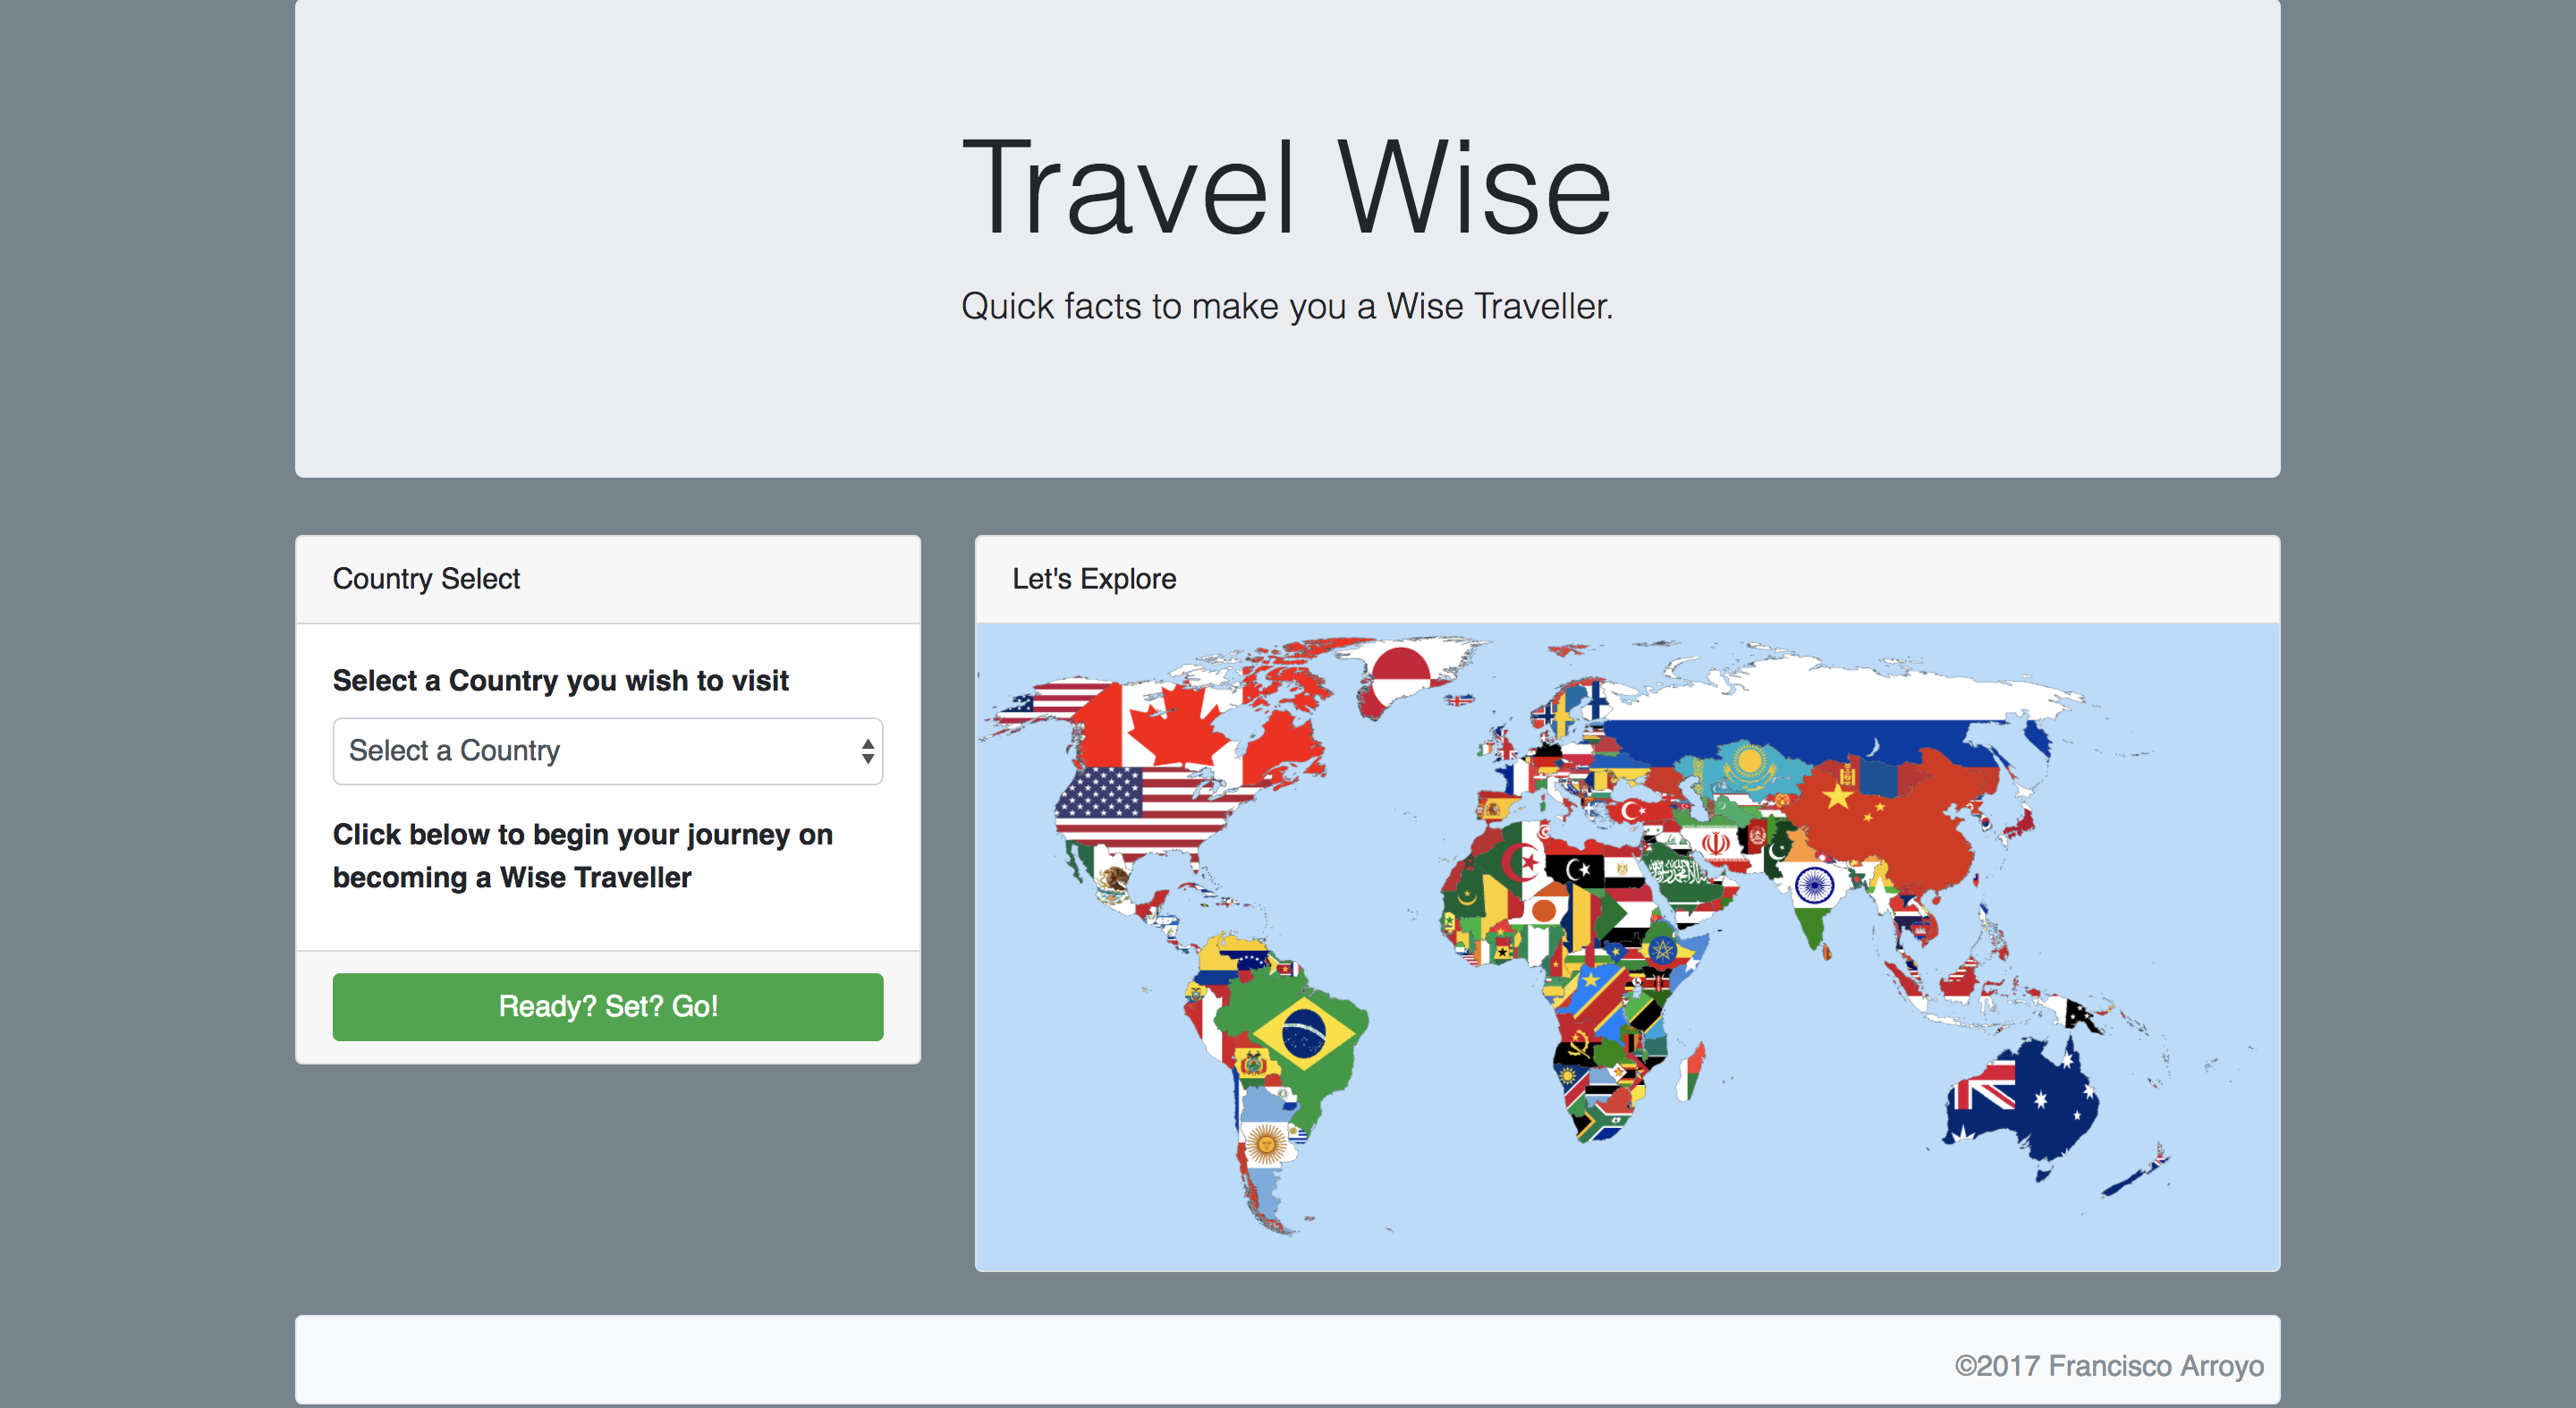 Travel Wise
Quick facts to make you a Wise Traveller.
Country Select
Select a Country you wish to visit
Select a Country
Click below to begin your journey on
becoming a Wise Traveller
Ready? Set? Go!
Let's Explore
©2017 Francisco Arroyo